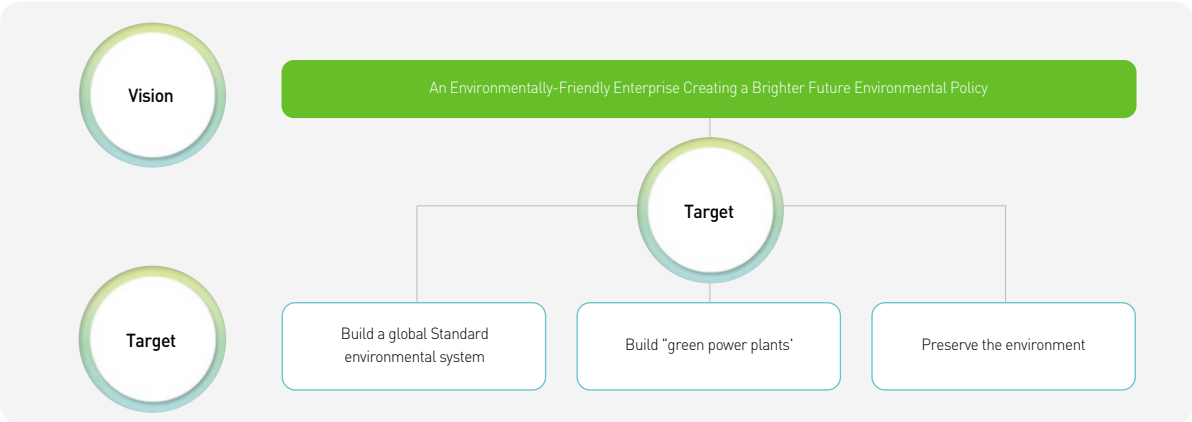 Vision
An Environmentally-Friendly Enterprise Creating a Brighter Future Environmental Policy
Target
Target
Build a global Standard
environmental system
Build “green power plants‘
Preserve the environment